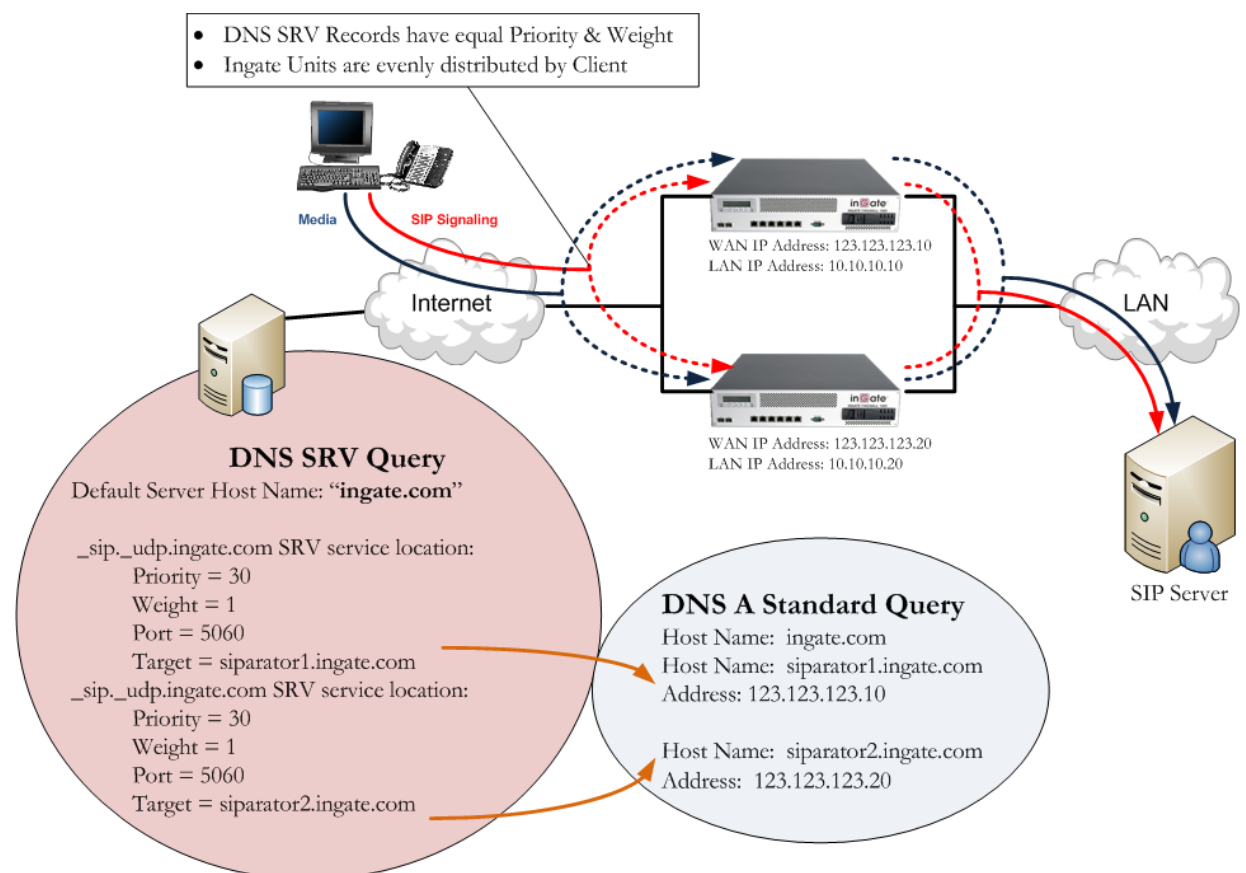 • DNS SRV Records have equal Priority & Weight
• Ingate Units are evenly distributed by Client
Media
SIP Signaling
inGate
WAN IP Address: 123.123.123.10
LAN IP Address: 10.10.10.10
Internet
LAN
inGate
WAN IP Address: 123.123.123.20
LAN IP Address: 10.10.10.20
SIP Server
DNS SRV Query
Default Server Host Name: “ingate.com”
_sip._udp.ingate.com SRV service location:
Priority = 30
Weight = 1
Port = 5060
Target = siparator1.ingate.com
_sip._udp.ingate.com SRV service location:
Priority = 30
Weight = 1
Port = 5060
Target = siparator2.ingate.com
DNS A Standard Query
Host Name: ingate.com
Host Name: siparator1.ingate.com
Address: 123.123.123.10
Host Name: siparator2.ingate.com
Address: 123.123.123.20